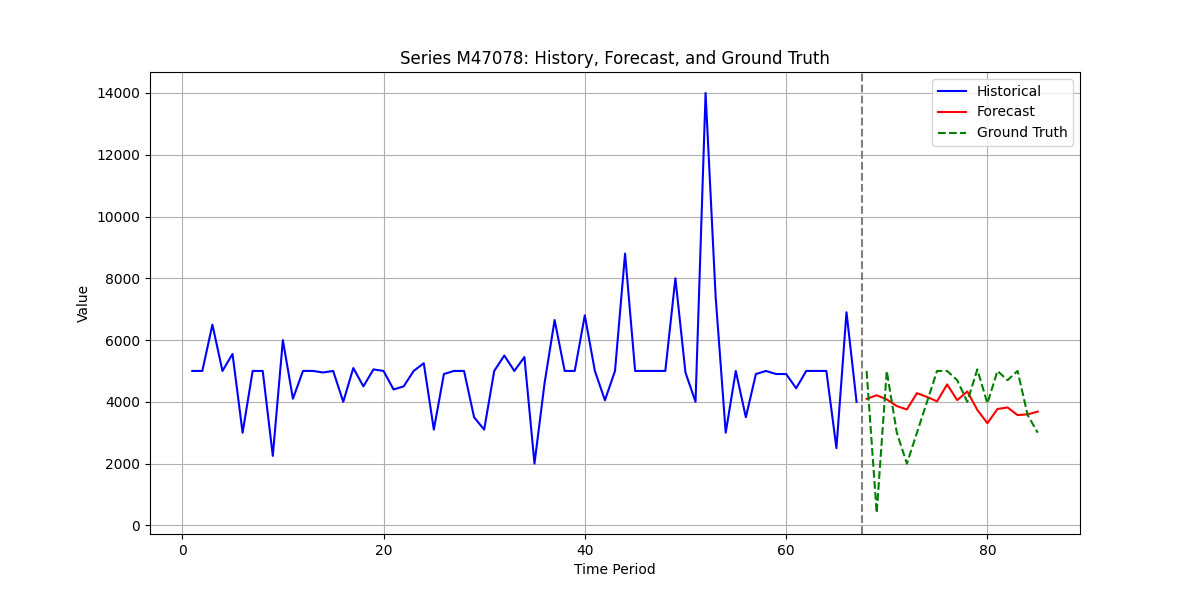 Series M47078: History, Forecast, and Ground Truth
14000
12000
10000
8000
6000
4000
2000
0
Value
0
20
40
60
80
Time Period
Historical
Forecast
Ground Truth